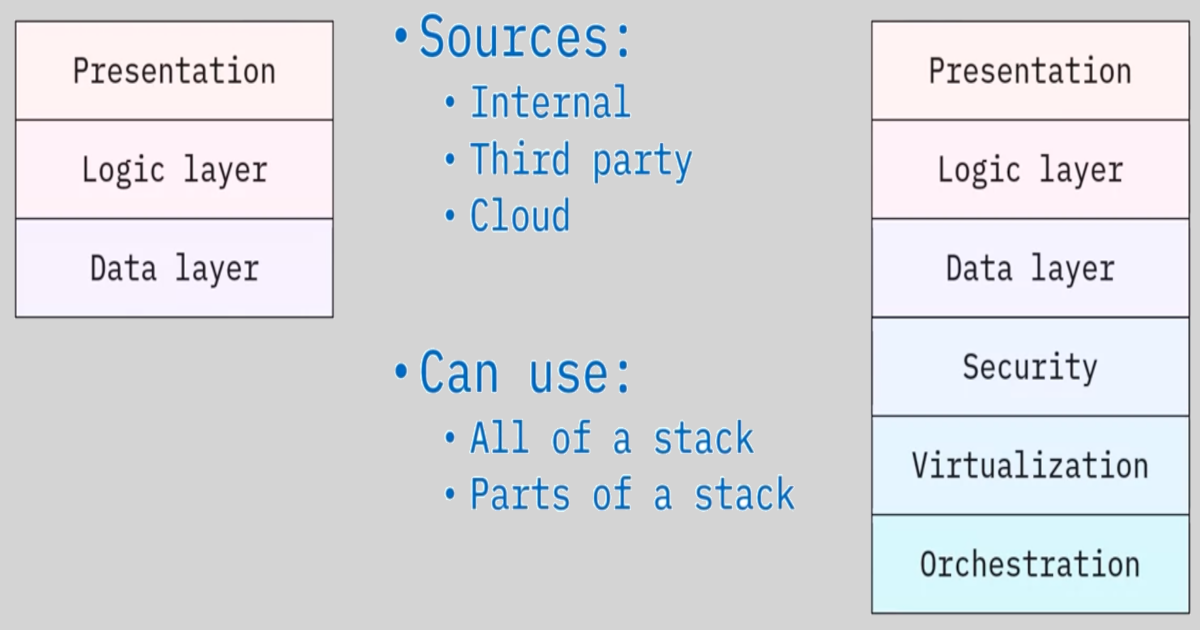 Presentation
Logic layer
Data layer
• Sources:
• Internal
• Third party
• Cloud
• Can use:
• All of a stack
• Parts of a stack
Presentation
Logic layer
Data layer
Security
Virtualization
Orchestration